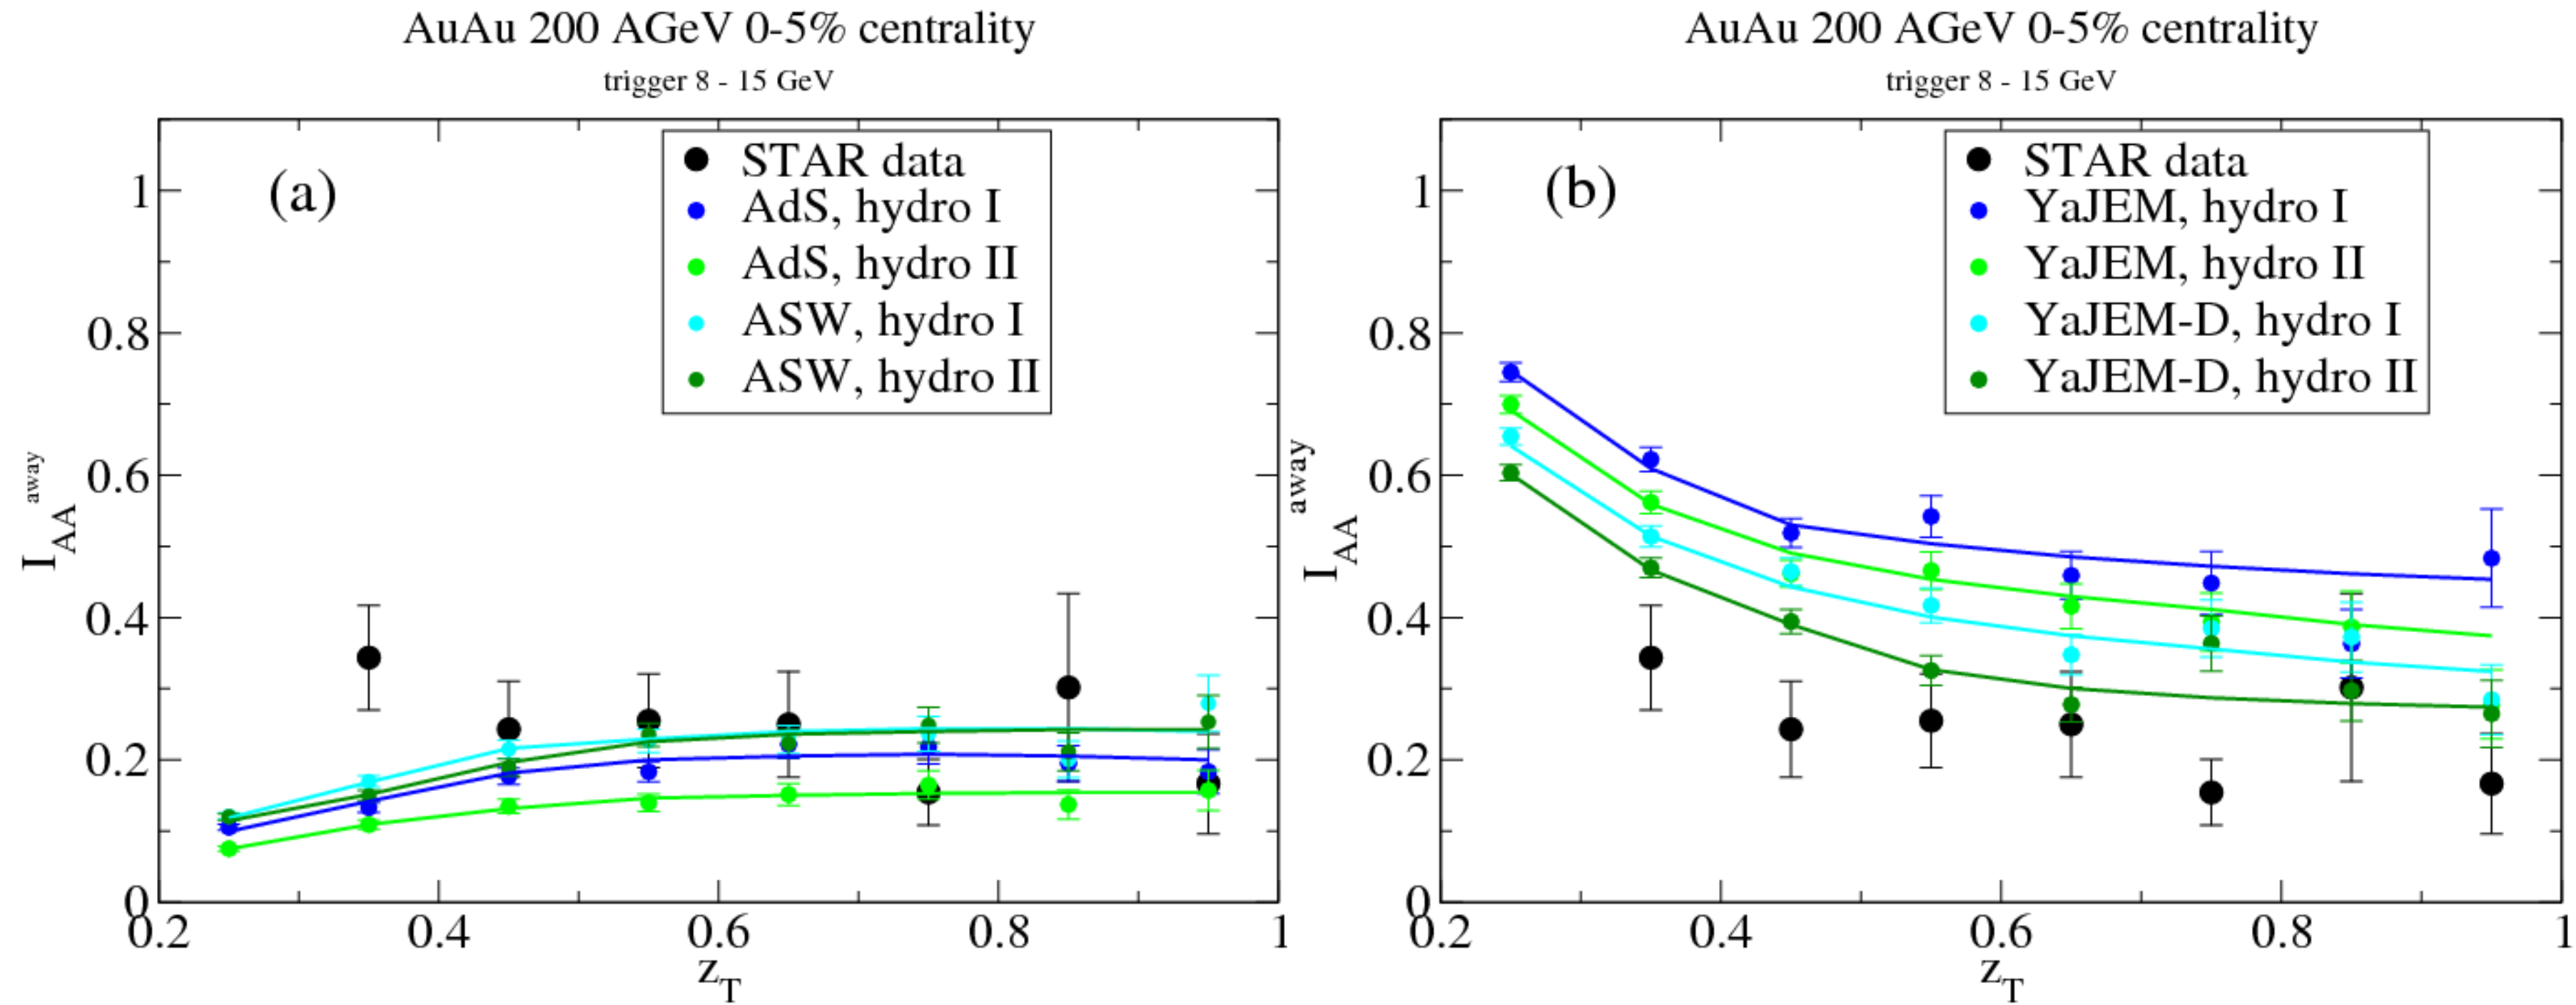 AuAu 200 AGeV 0-5% centrality
trigger 8 - 15 GeV
(a)
STAR data
AdS, hydro I
AdS, hydro II
ASW, hydro I
ASW, hydro II
1
0.8
0.6
0.4
0.2
0
I_AA^away
0.2 0.4 0.6 0.8 1
z_T
AuAu 200 AGeV 0-5% centrality
trigger 8 - 15 GeV
(b)
STAR data
YaJEM, hydro I
YaJEM, hydro II
YaJEM-D, hydro I
YaJEM-D, hydro II
1
0.8
0.6
0.4
0.2
0
I_AA^away
0.2 0.4 0.6 0.8 1
z_T